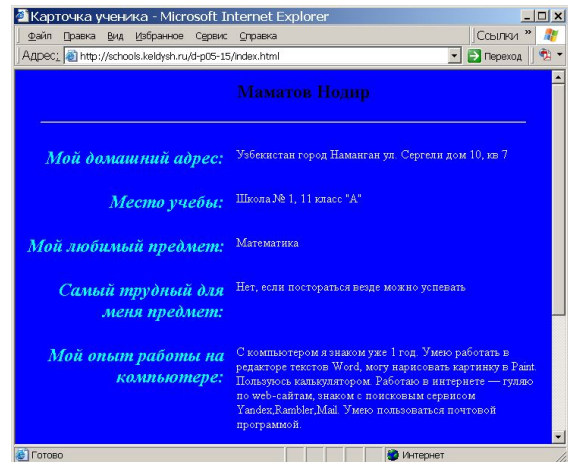 Карточка ученика - Microsoft Internet Explorer
Файл Правка Вид Избранное Сервис Справка Ссылки »
Адрес: http://schools.keldysh.ru/d-p05-15/index.html Переход
Маматов Нодир
Мой домашний адрес: Узбекистан город Наманган ул. Сергели дом 10, кв 7
Место учебы: Школа № 1, 11 класс "А"
Мой любимый предмет: Математика
Самый трудный для Нет, если постораться везде можно успевать
меня предмет:
Мой опыт работы на С компьютером я знаком уже 1 год. Умею работать в
компьютере: редакторе текстов Word, могу нарисовать картинку в Paint.
Пользуюсь калькулятором. Работаю в интернете — гуляю
по web-сайтам, знаком с поисковым сервисом
Yandex,Rambler,Mail. Умею пользоваться почтовой
программой.
Готово Интернет